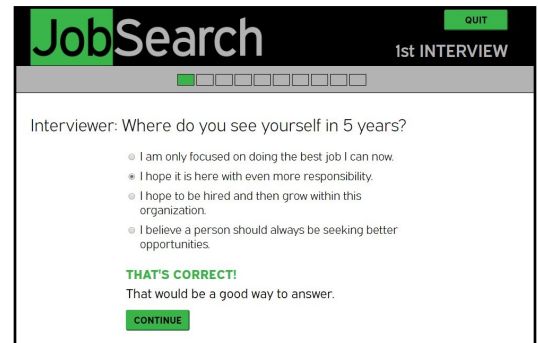 JobSearch
QUIT
1st INTERVIEW
Interviewer: Where do you see yourself in 5 years?
I am only focused on doing the best job I can now.
I hope it is here with even more responsibility.
I hope to be hired and then grow within this
organization.
I believe a person should always be seeking better
opportunities.
THAT'S CORRECT!
That would be a good way to answer.
CONTINUE